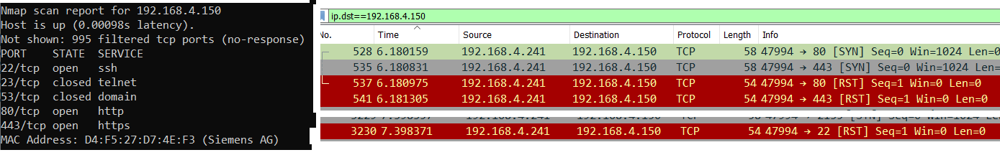 Nmap scan report for 192.168.4.150
Host is up (0.00098s latency).
Not shown: 995 filtered tcp ports (no-response)
PORT STATE SERVICE
22/tcp open ssh
23/tcp closed telnet
53/tcp closed domain
80/tcp open http
443/tcp open https
MAC Address: D4:F5:27:D7:4E:F3 (Siemens AG)
ip.dst==192.168.4.150
No. Time Source Destination Protocol Length Info
528 6.180159 192.168.4.241 192.168.4.150 TCP 58 47994 → 80 [SYN] Seq=0 Win=1024 Len=0
535 6.180831 192.168.4.241 192.168.4.150 TCP 58 47994 → 443 [SYN] Seq=0 Win=1024 Len=
537 6.180975 192.168.4.241 192.168.4.150 TCP 54 47994 → 80 [RST] Seq=1 Win=0 Len=0
541 6.181305 192.168.4.241 192.168.4.150 TCP 54 47994 → 443 [RST] Seq=1 Win=0 Len=0
3230 7.398371 192.168.4.241 192.168.4.150 TCP 54 47994 → 22 [RST] Seq=1 Win=0 Len=0